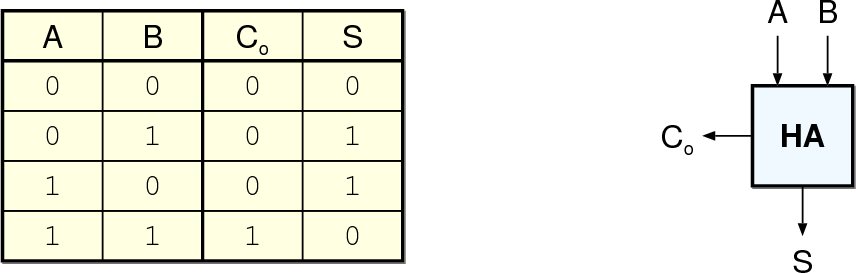 A B Co S
0 0 0 0
0 1 0 1
1 0 0 1
1 1 1 0
A B
Co HA
S